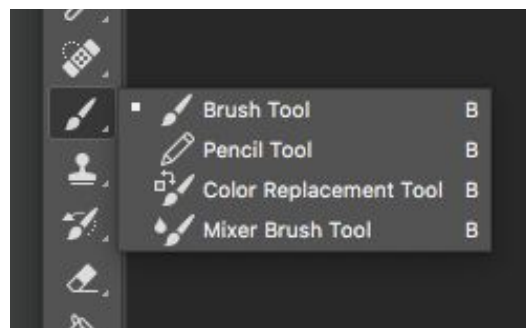 Brush Tool B
Pencil Tool B
Color Replacement Tool B
Mixer Brush Tool B